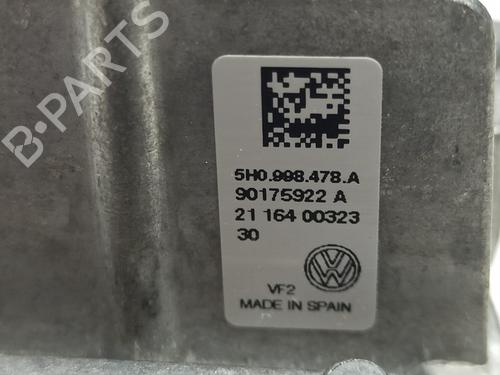 B-PARTS
5H0.998.478.A
90175922 A
21 164 00323
30
VF2
MADE IN SPAIN